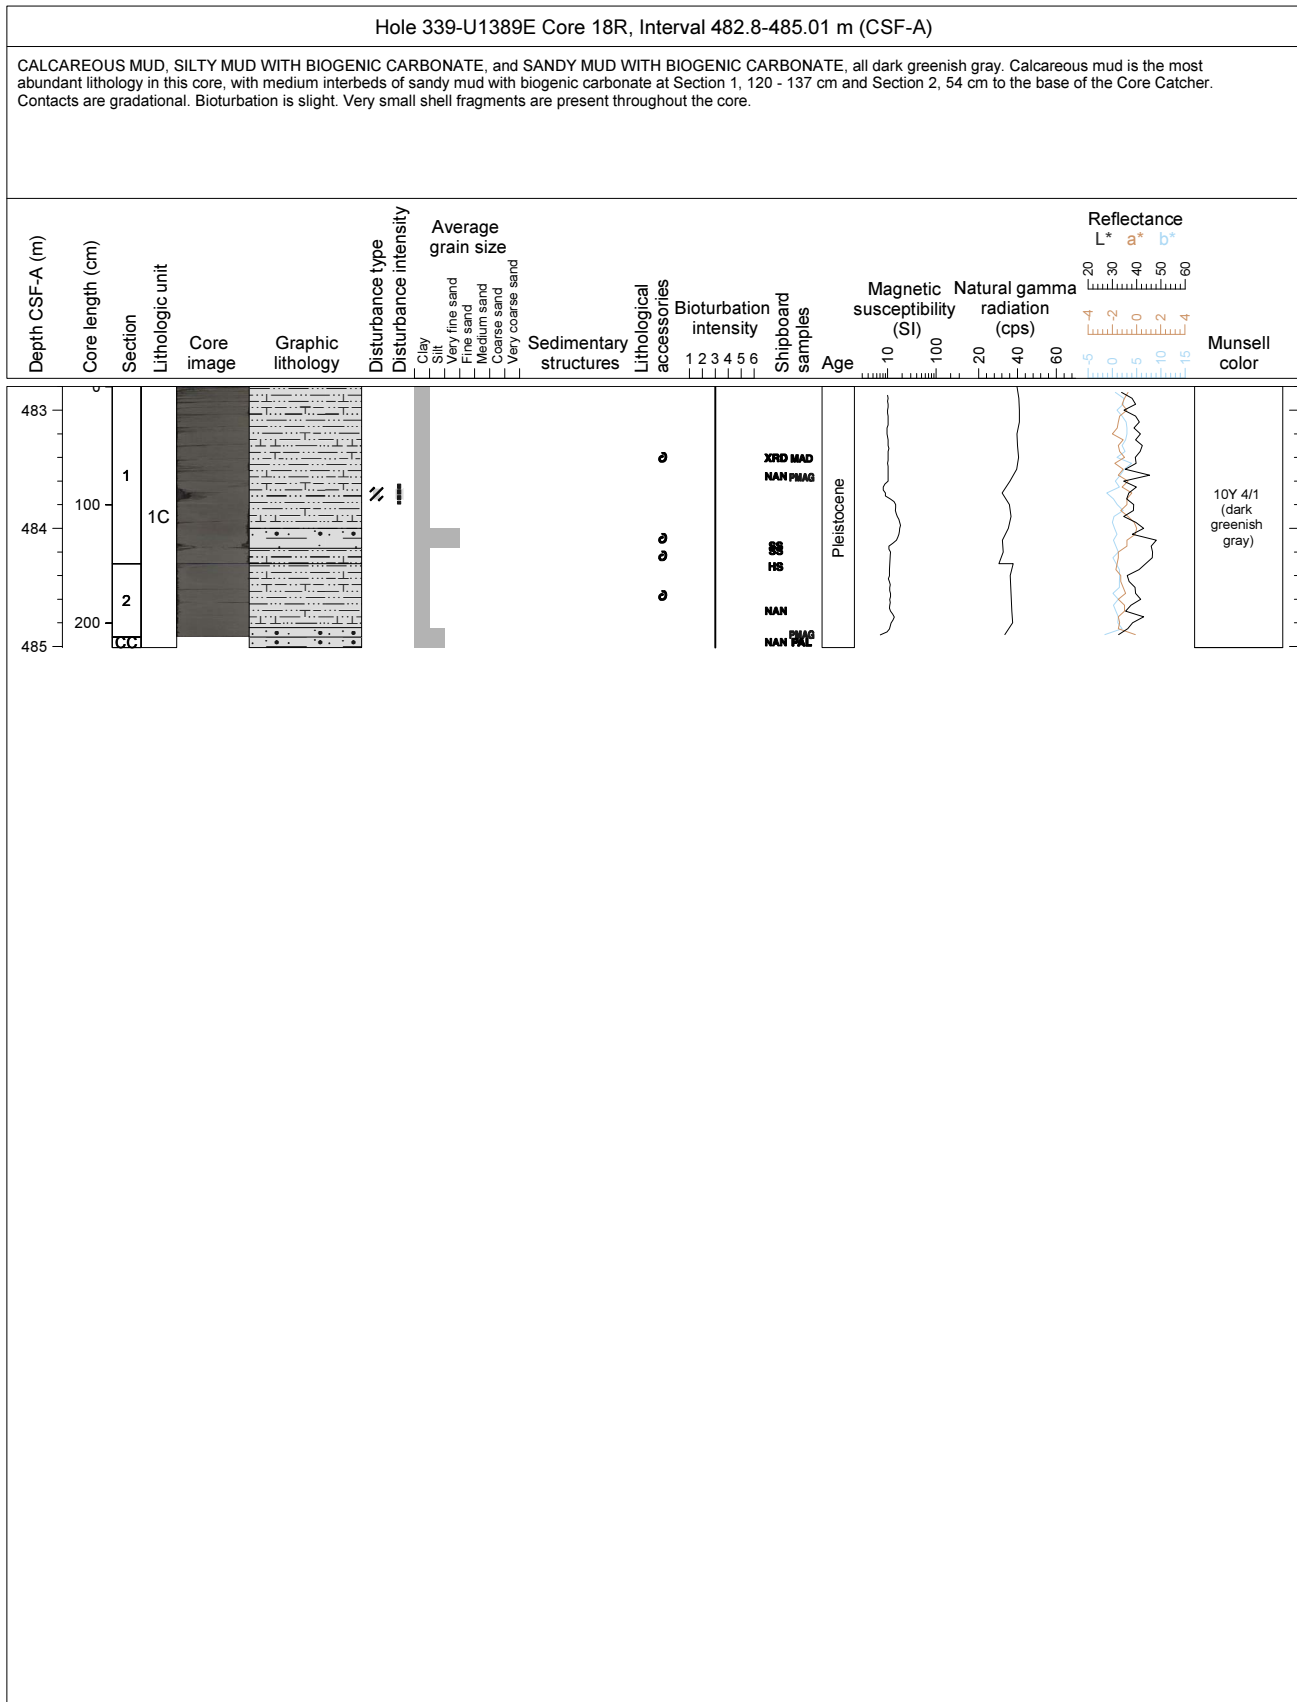 Hole 339-U1389E Core 18R, Interval 482.8-485.01 m (CSF-A)
CALCAREOUS MUD, SILTY MUD WITH BIOGENIC CARBONATE, and SANDY MUD WITH BIOGENIC CARBONATE, all dark greenish gray. Calcareous mud is the most
abundant lithology in this core, with medium interbeds of sandy mud with biogenic carbonate at Section 1, 120 - 137 cm and Section 2, 54 cm to the base of the Core Catcher.
Contacts are gradational. Bioturbation is slight. Very small shell fragments are present throughout the core.
Depth CSF-A (m)
Core length (cm)
Section
Lithologic unit
Core
image
Graphic
lithology
Disturbance type
Disturbance intensity
Average
grain size
Clay
Silt
Very fine sand
Fine sand
Medium sand
Coarse sand
Very coarse sand
Sedimentary
structures
Lithological
accessories
Bioturbation
intensity
1 2 3 4 5 6
Shipboard
samples
Age
Magnetic
susceptibility
(SI)
10 100
Natural gamma
radiation
(cps)
20 40 60
Reflectance
L* a* b*
20 30 40 50 60
-4 -2 0 2 4
-5 0 5 10 15
Munsell
color
483
484
485
0
100
200
1
2
CC
1C
XRD MAD
NAN PMAG
SS
SS
HS
NAN
PMAG
NAN PAL
Pleistocene
10Y 4/1
(dark
greenish
gray)